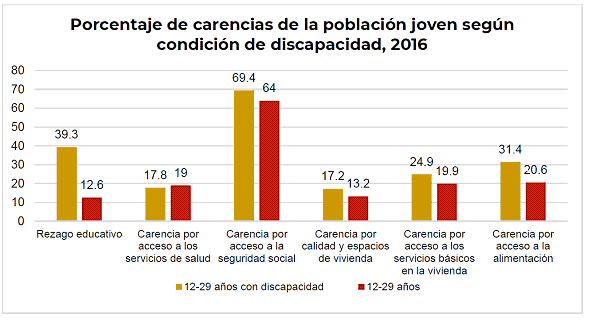 Porcentaje de carencias de la población joven según
condición de discapacidad, 2016
80
70
60
50
40
30
20
10
0
39.3
12.6
17.8
19
69.4
64
17.2
13.2
24.9
19.9
31.4
20.6
Rezago educativo
Carencia por
acceso a los
servicios de salud
Carencia por
acceso a la
seguridad social
Carencia por
calidad y espacios
de vivienda
Carencia por
acceso a los
servicios básicos
en la vivienda
Carencia por
acceso a la
alimentación
12-29 años con discapacidad
12-29 años